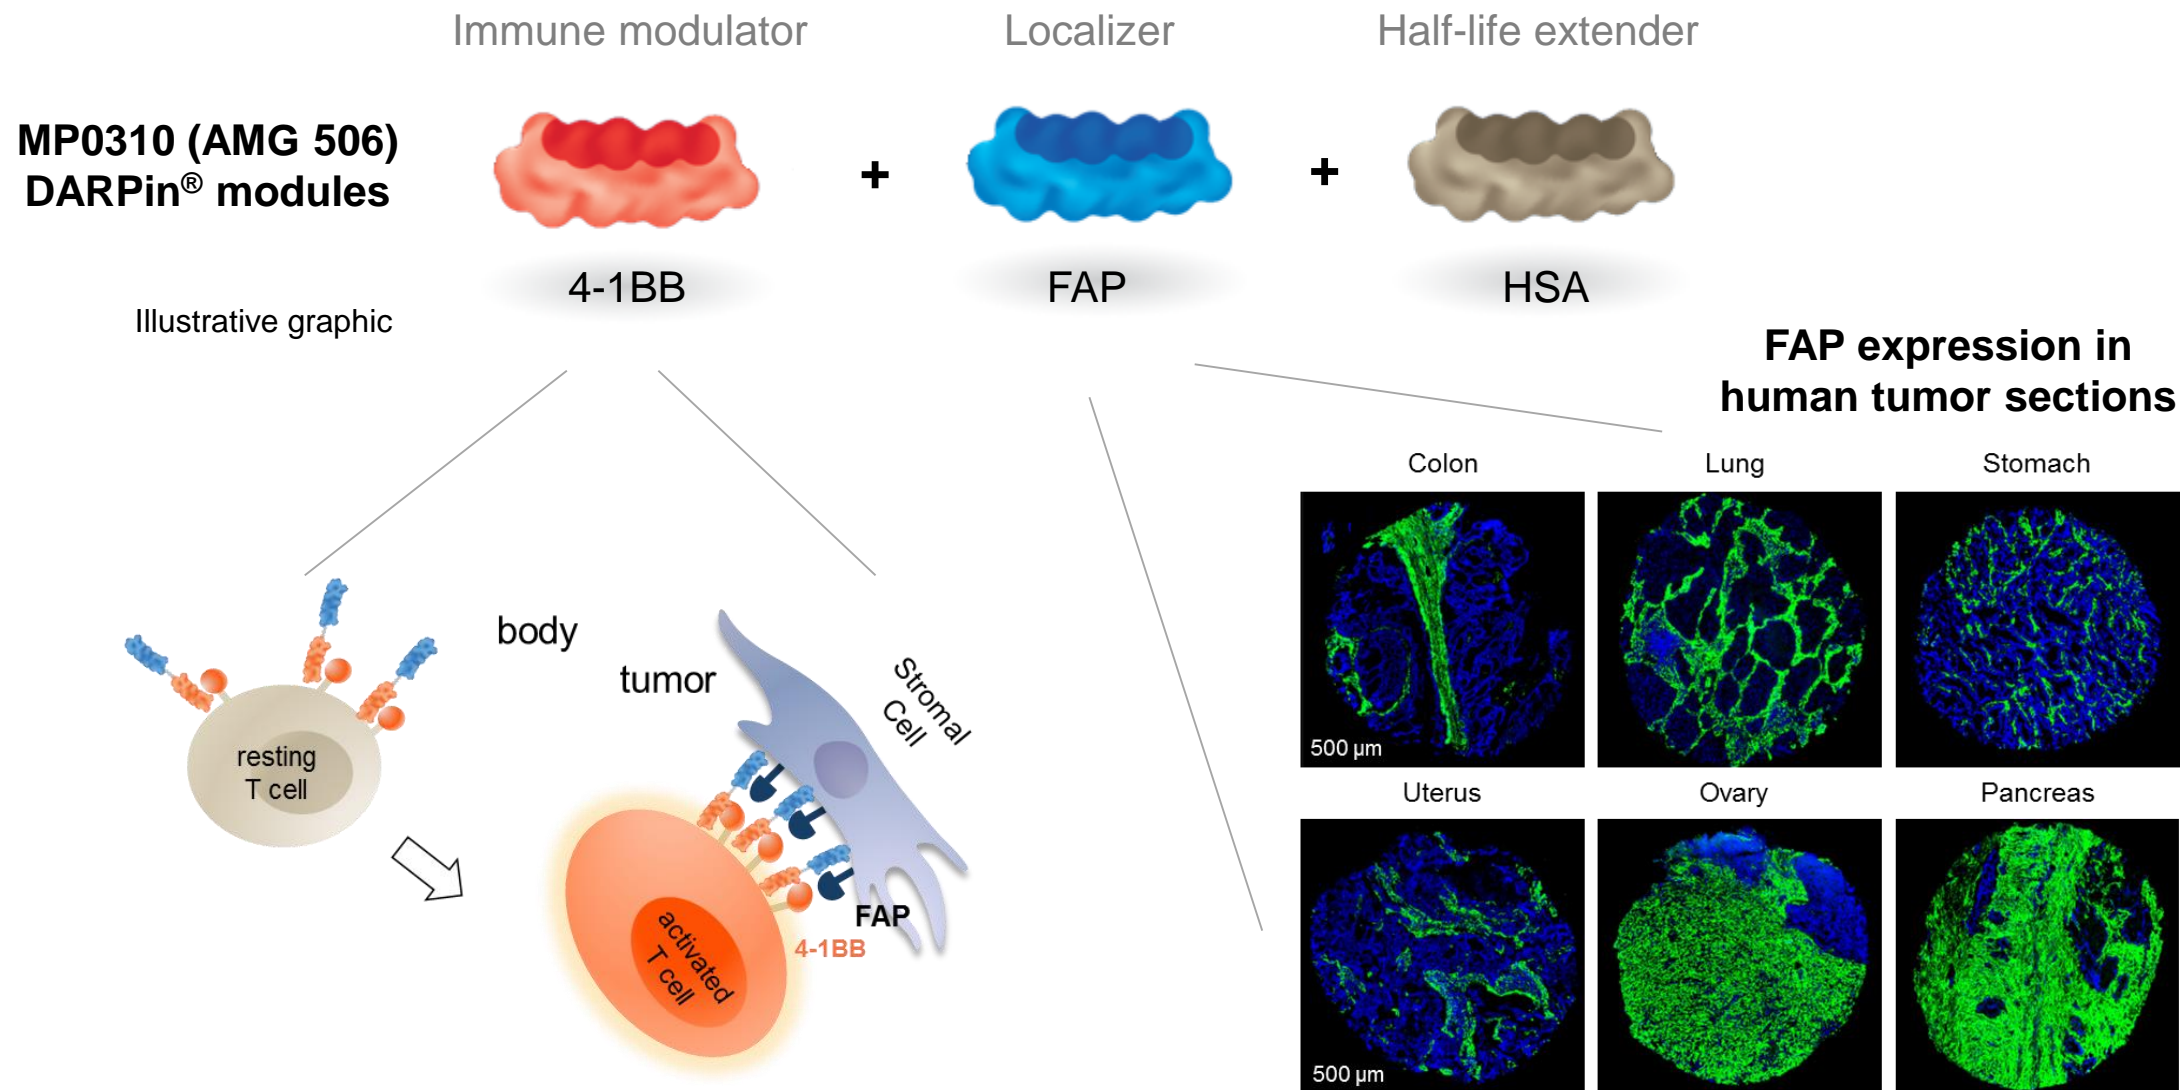 Immune modulator
Localizer
Half-life extender
MP0310 (AMG 506)
DARPin® modules
+
+
4-1BB
FAP
HSA
Illustrative graphic
FAP expression in
human tumor sections
Colon
Lung
Stomach
500 µm
Uterus
Ovary
Pancreas
500 µm
body
tumor
Stromal
Cell
resting
T cell
FAP
4-1BB
activated
T cell